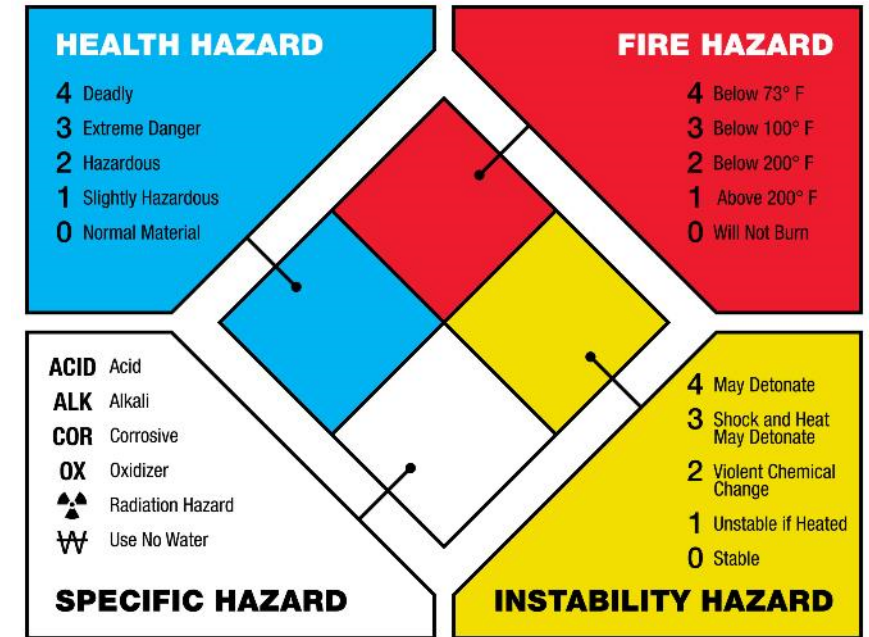 HEALTH HAZARD
4 Deadly
3 Extreme Danger
2 Hazardous
1 Slightly Hazardous
0 Normal Material
FIRE HAZARD
4 Below 73° F
3 Below 100° F
2 Below 200° F
1 Above 200° F
0 Will Not Burn
ACID Acid
ALK Alkali
COR Corrosive
OX Oxidizer
Radiation Hazard
W Use No Water
SPECIFIC HAZARD
4 May Detonate
3 Shock and Heat
May Detonate
2 Violent Chemical
Change
1 Unstable if Heated
0 Stable
INSTABILITY HAZARD